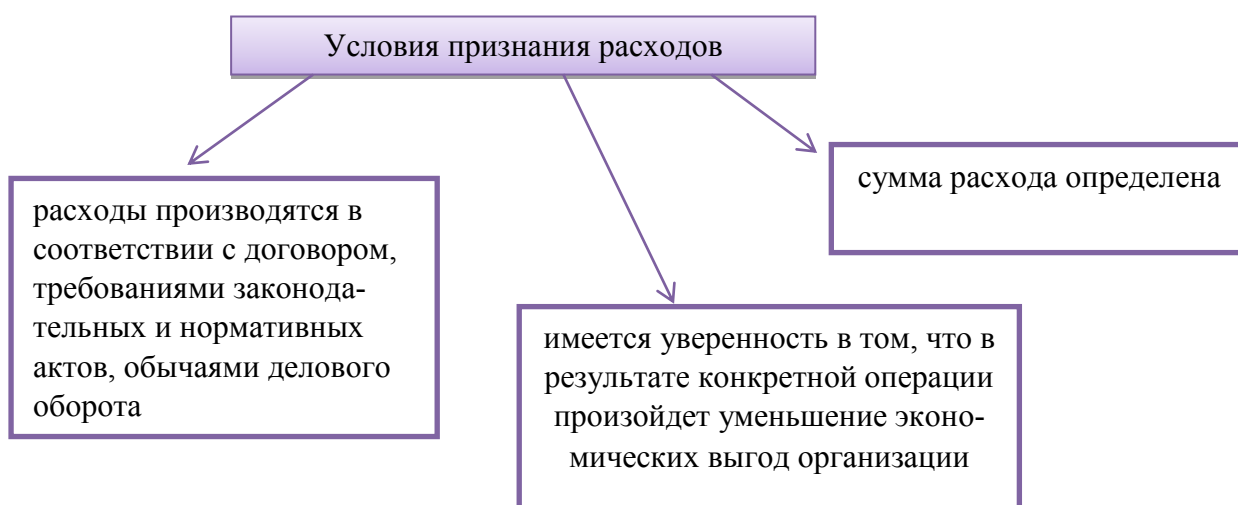 Условия признания расходов
расходы производятся в
соответствии с договором,
требованиями законода-
тельных и нормативных
актов, обычаями делового
оборота
имеется уверенность в том, что в
результате конкретной операции
произойдет уменьшение эконо-
мических выгод организации
сумма расхода определена